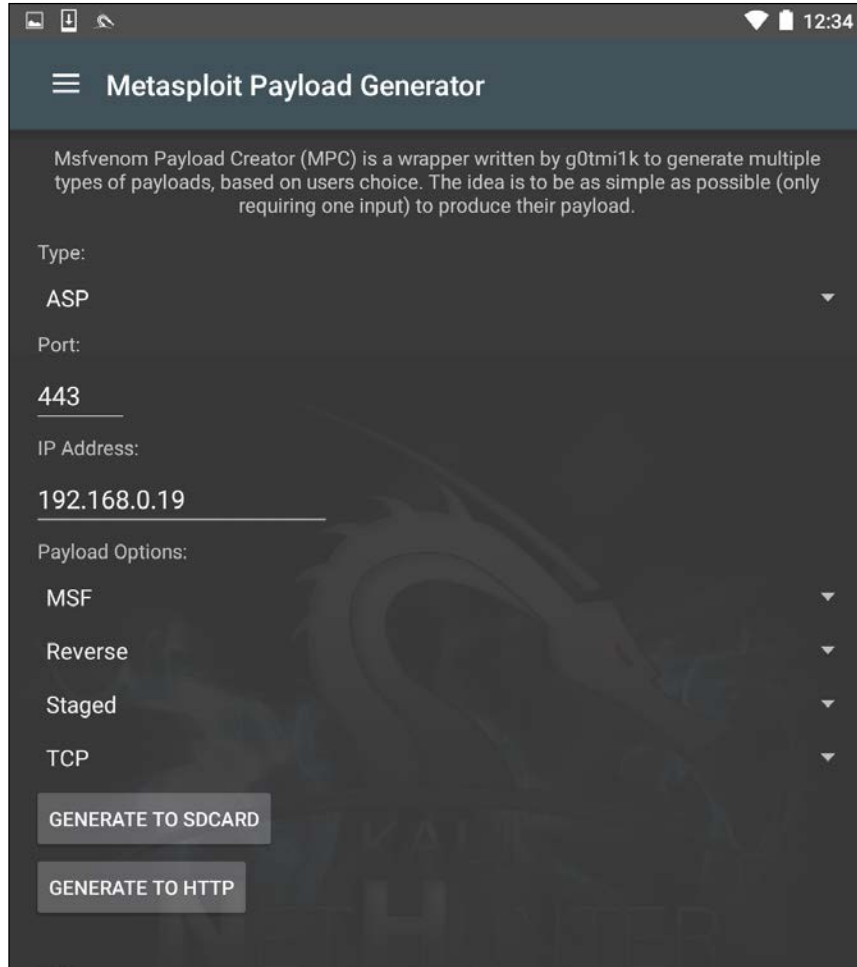 12:34
Metasploit Payload Generator
Msfvenom Payload Creator (MPC) is a wrapper written by g0tmi1k to generate multiple
types of payloads, based on users choice. The idea is to be as simple as possible (only
requiring one input) to produce their payload.
Type:
ASP
Port:
443
IP Address:
192.168.0.19
Payload Options:
MSF
Reverse
Staged
TCP
GENERATE TO SDCARD
GENERATE TO HTTP
KALI
NETHUNTER